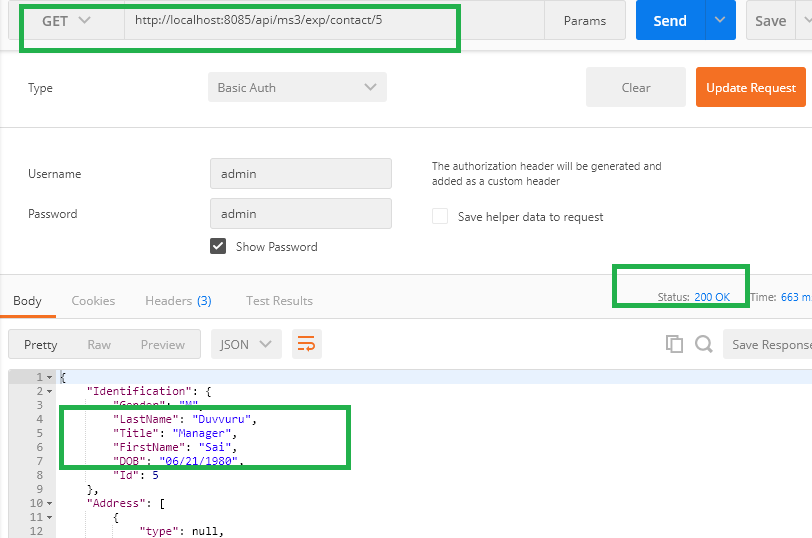 GET http://localhost:8085/api/ms3/exp/contact/5 Params Send Save
Type Basic Auth Clear Update Request
Username admin The authorization header will be generated and
added as a custom header
Password admin Save helper data to request
Show Password
Body Cookies Headers (3) Test Results Status: 200 OK Time: 663 m
Pretty Raw Preview JSON Save Response
1 {
2 "Identification": {
3 "Gender": "M",
4 "LastName": "Duvvuru",
5 "Title": "Manager",
6 "FirstName": "Sai",
7 "DOB": "06/21/1980",
8 "Id": 5
9 },
10 "Address": [
11 {
12 "type": null,